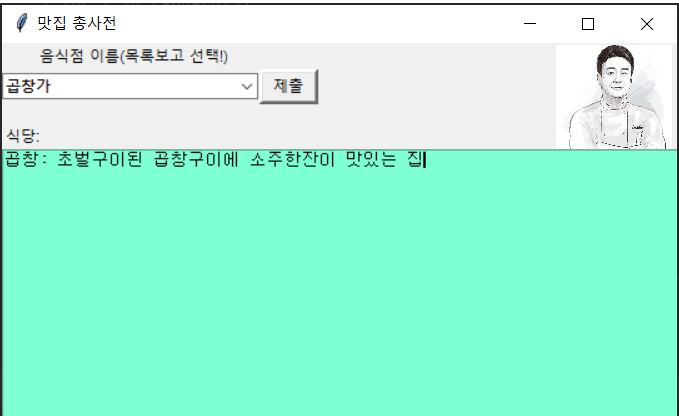 맛집 총사전
음식점 이름(목록보고 선택!)
곱창가
제출
식당:
곱창: 초벌구이된 곱창구이에 소주한잔이 맛있는 집